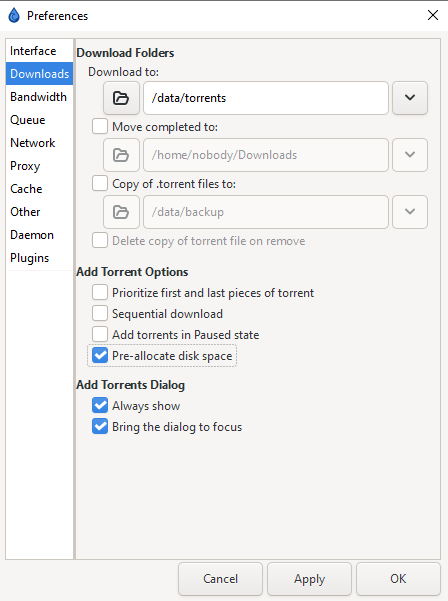 Preferences
Interface
Downloads
Bandwidth
Queue
Network
Proxy
Cache
Other
Daemon
Plugins
Download Folders
Download to:
/data/torrents
Move completed to:
/home/nobody/Downloads
Copy of .torrent files to:
/data/backup
Delete copy of torrent file on remove
Add Torrent Options
Prioritize first and last pieces of torrent
Sequential download
Add torrents in Paused state
Pre-allocate disk space
Add Torrents Dialog
Always show
Bring the dialog to focus
Cancel
Apply
OK